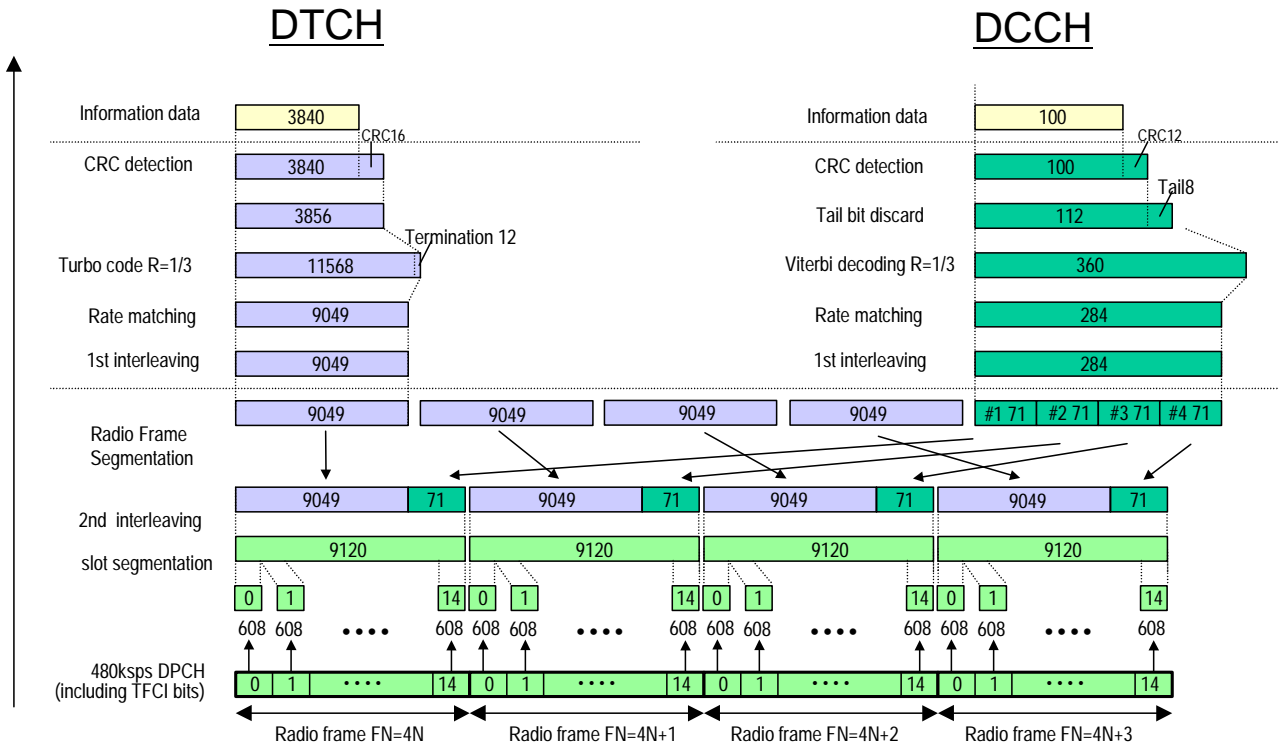 DTCH DCCH
Information data 3840 Information data 100
CRC16 CRC12
CRC detection 3840 CRC detection 100
Tail8
3856 Tail bit discard 112
Termination 12
Turbo code R=1/3 11568 Viterbi decoding R=1/3 360
Rate matching 9049 Rate matching 284
1st interleaving 9049 1st interleaving 284
9049 9049 9049 9049 #1 71 #2 71 #3 71 #4 71
Radio Frame
Segmentation
9049 71 9049 71 9049 71 9049 71
2nd interleaving
9120 9120 9120 9120
slot segmentation
0 1 14 0 1 14 0 1 14 0 1 14
608 608 •••• 608 608 608 •••• 608 608 608 •••• 608 608 608 •••• 608
480ksps DPCH
(including TFCI bits)
0 1 •••• 14 0 1 •••• 14 0 1 •••• 14 0 1 •••• 14
Radio frame FN=4N Radio frame FN=4N+1 Radio frame FN=4N+2 Radio frame FN=4N+3